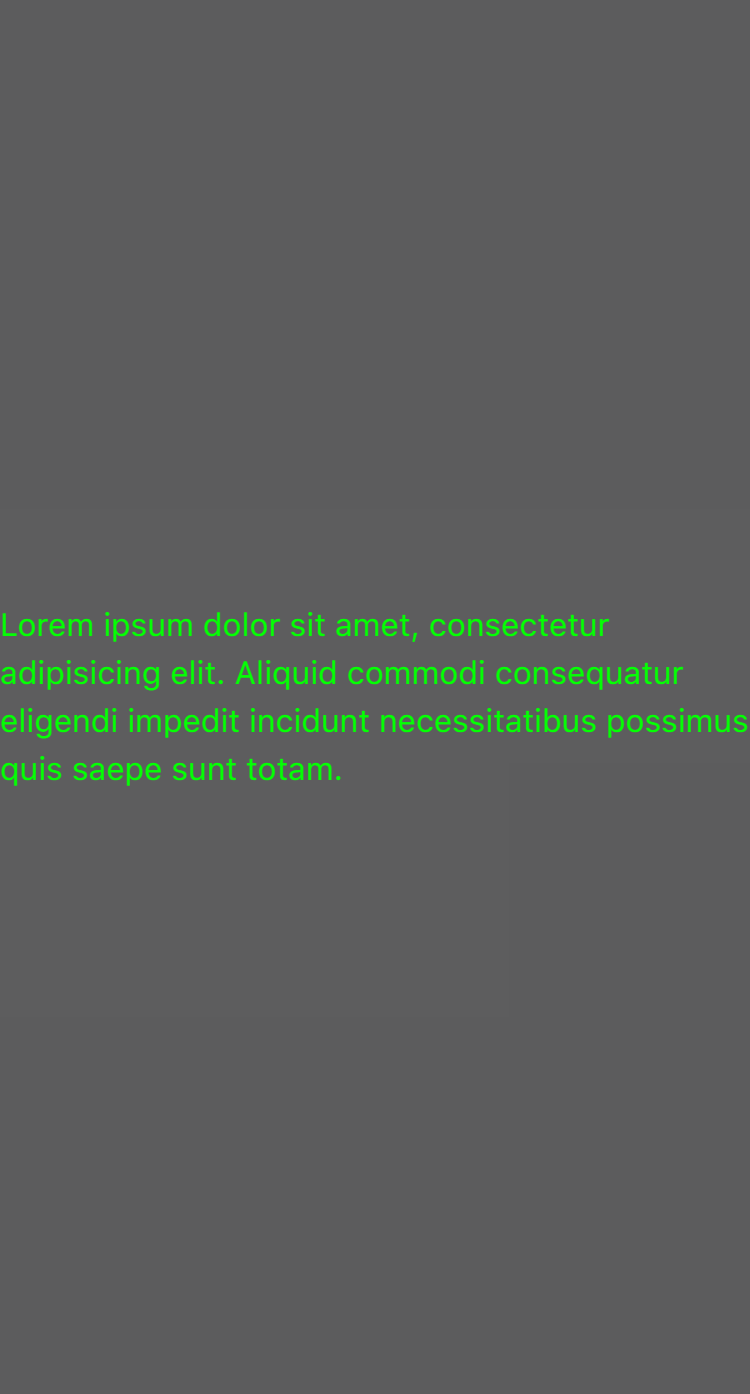 Lorem ipsum dolor sit amet, consectetur
adipisicing elit. Aliquid commodi consequatur
eligendi impedit incidunt necessitatibus possimus
quis saepe sunt totam.